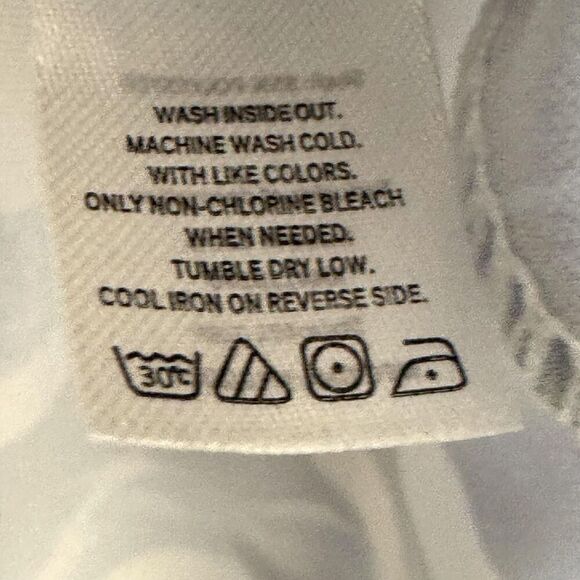 WASH INSIDE OUT.
MACHINE WASH COLD.
WITH LIKE COLORS.
ONLY NON-CHLORINE BLEACH
WHEN NEEDED.
TUMBLE DRY LOW.
COOL IRON ON REVERSE SIDE.
30°C